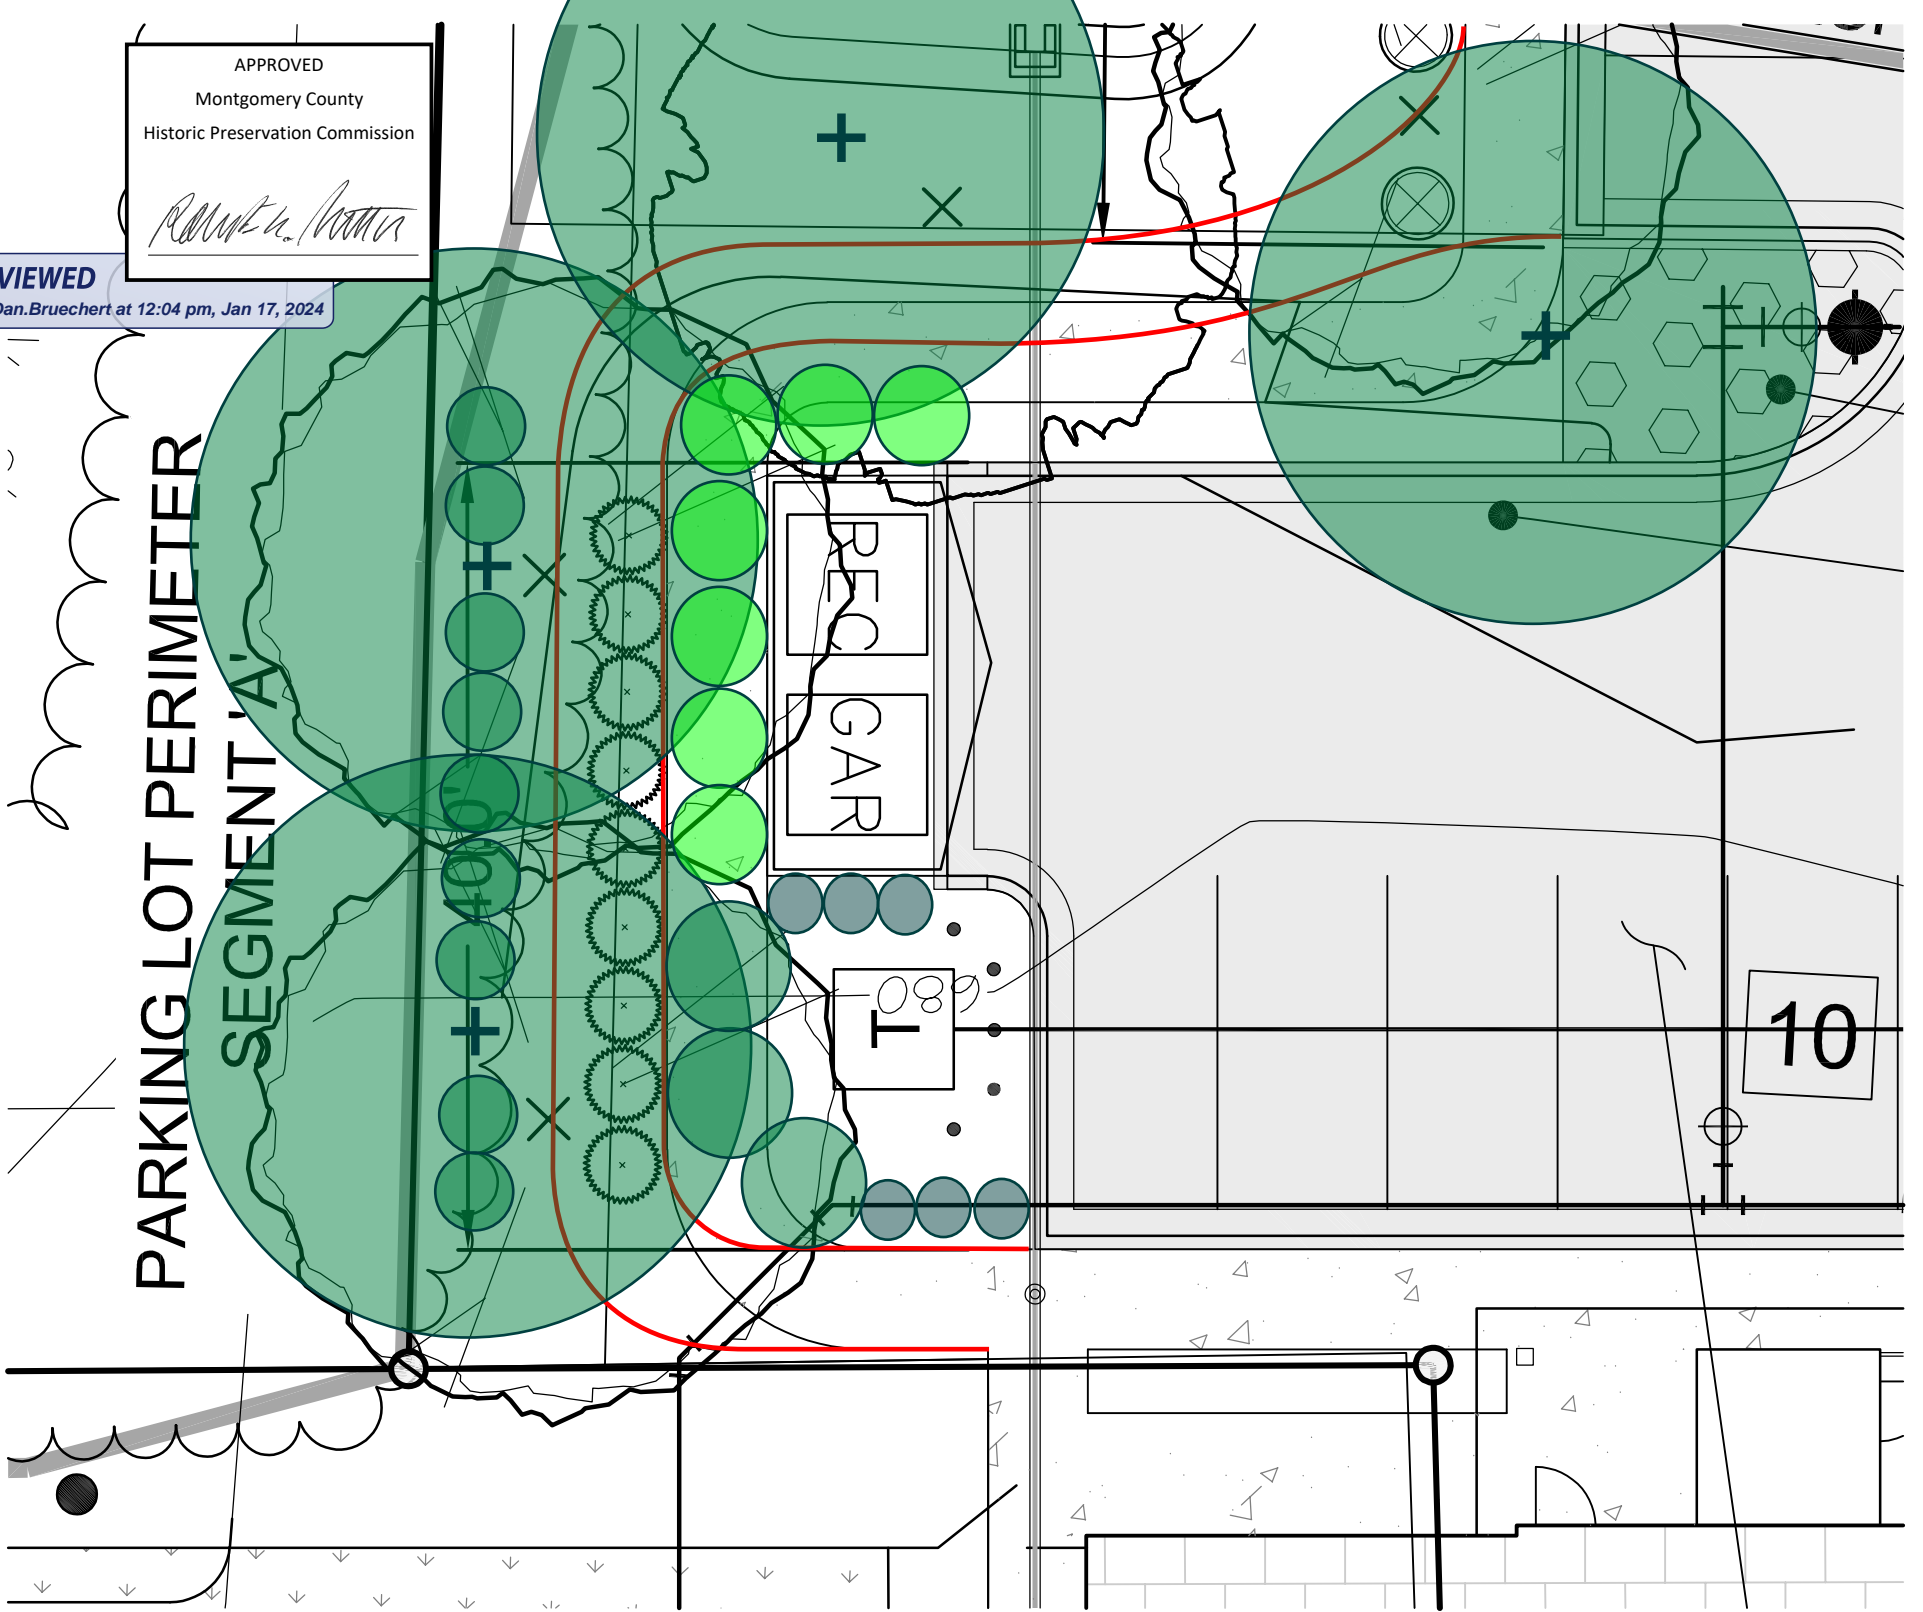 APPROVED
Montgomery County
Historic Preservation Commission
VIEWED
Dan.Bruechert at 12:04 pm, Jan 17, 2024
PARKING LOT PERIMETER
SEGMENT 'A'
REC
GAR
T
10